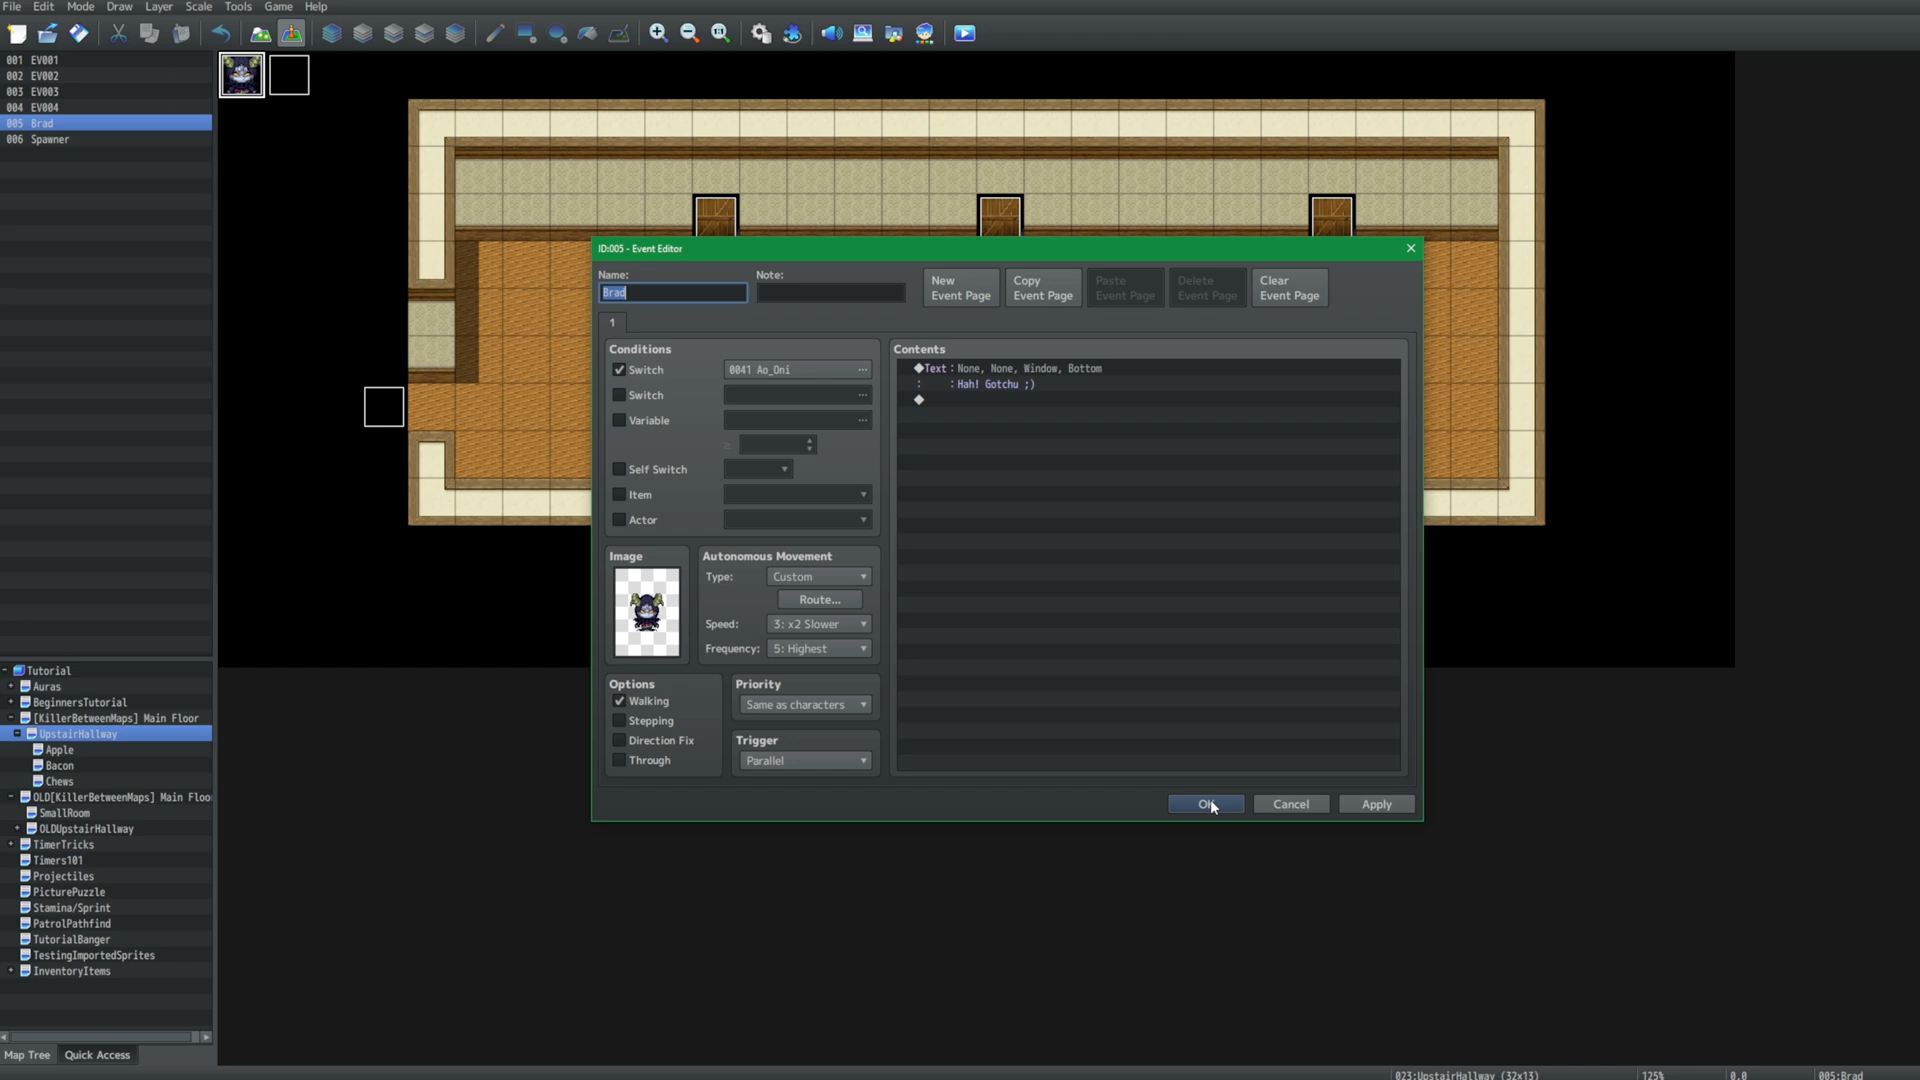 File Edit Mode Draw Layer Scale Tools Game Help
001 EV001
002 EV002
003 EV003
004 EV004
005 Brad
006 Spawner
ID:005 - Event Editor
Name:
Note:
Brad
New Event Page
Copy Event Page
Paste Event Page
Delete Event Page
Clear Event Page
1
Conditions
Switch 0041 Ao_Oni ...
Switch ...
Variable ...
≥
Self Switch
Item
Actor
Image
Autonomous Movement
Type: Custom
Route...
Speed: 3: x2 Slower
Frequency: 5: Highest
Options
Walking
Stepping
Direction Fix
Through
Priority
Same as characters
Trigger
Parallel
Contents
◆Text : None, None, Window, Bottom
: : Hah! Gotchu ;)
◆
OK
Cancel
Apply
Tutorial
Auras
BeginnersTutorial
[KillerBetweenMaps] Main Floor
UpstairHallway
Apple
Bacon
Chews
OLD[KillerBetweenMaps] Main Floo
SmallRoom
OLDUpstairHallway
TimerTricks
Timers101
Projectiles
PicturePuzzle
Stamina/Sprint
PatrolPathfind
TutorialBanger
TestingImportedSprites
InventoryItems
Map Tree
Quick Access
023:UpstairHallway (32x13) 125% 0,0 005:Brad